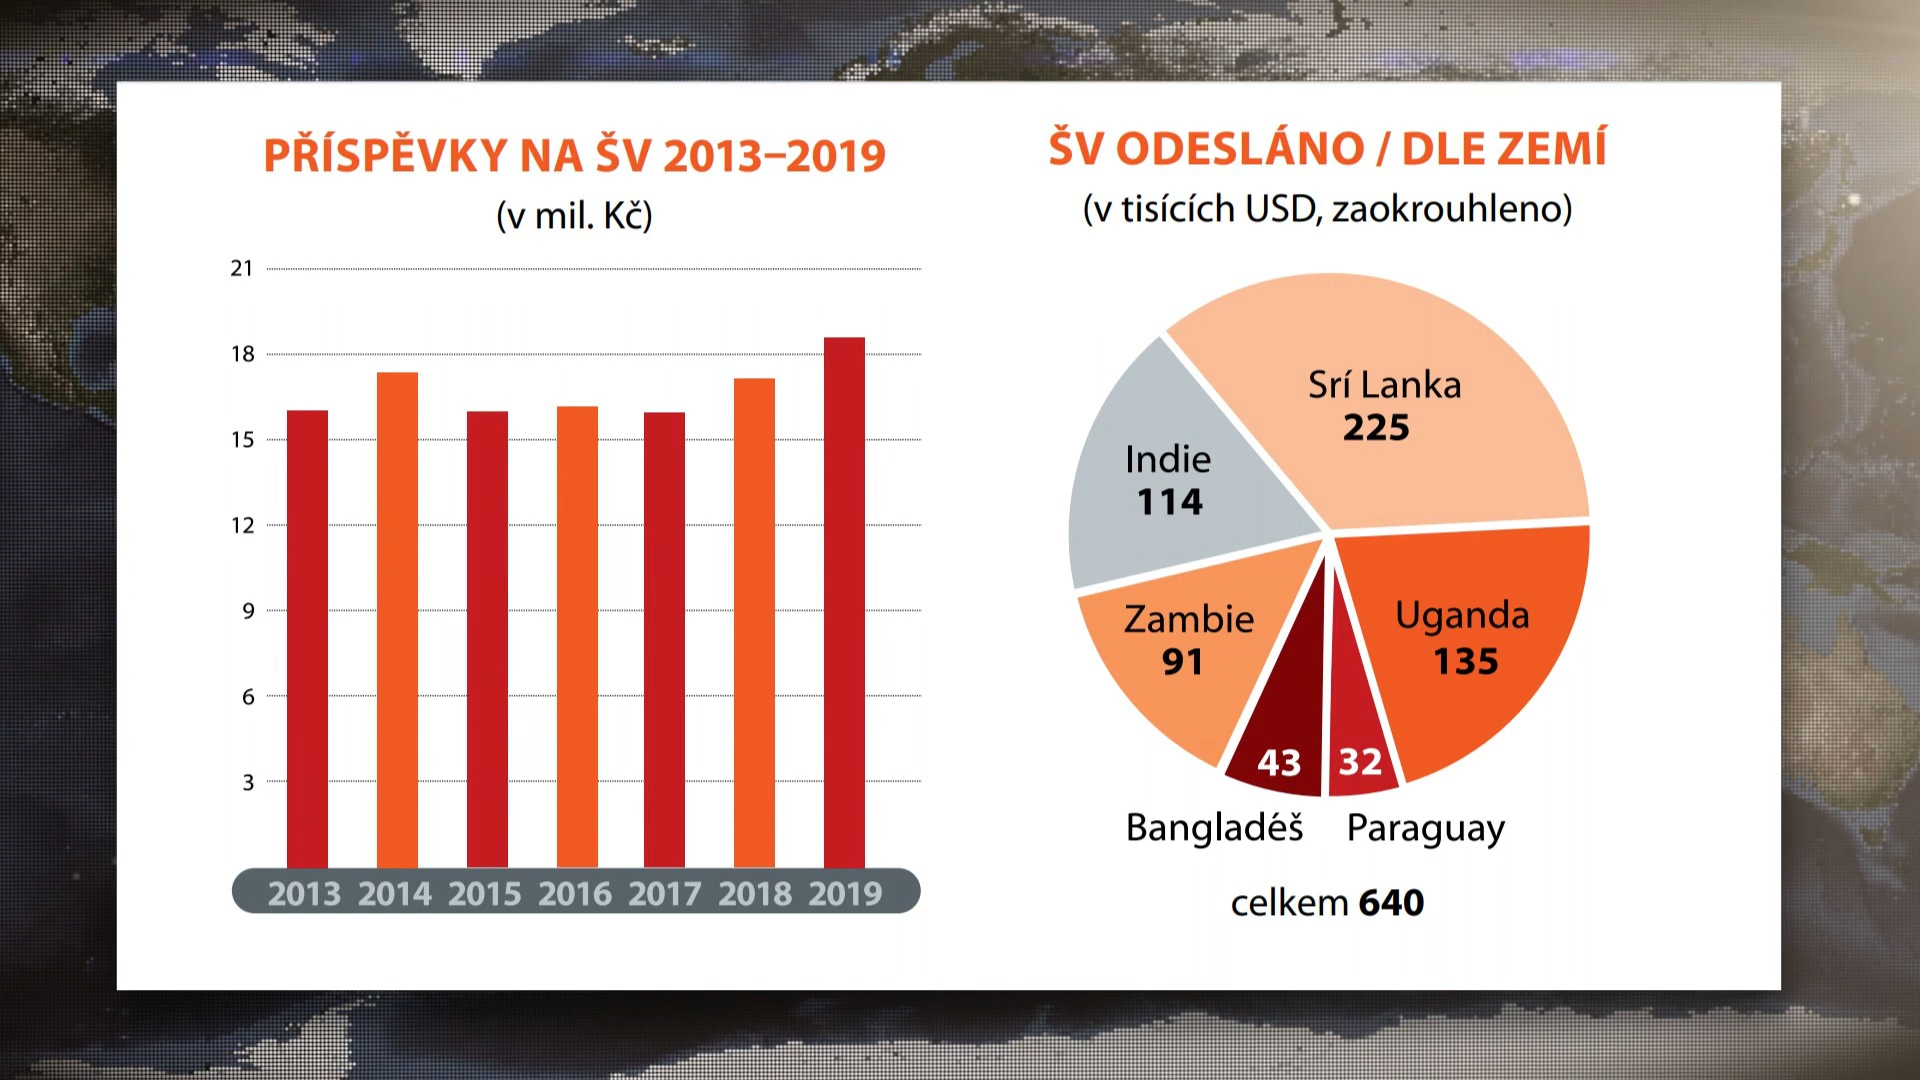 PŘÍSPĚVKY NA ŠV 2013–2019
(v mil. Kč)
21
18
15
12
9
6
3
2013 2014 2015 2016 2017 2018 2019
ŠV ODESLÁNO / DLE ZEMÍ
(v tisících USD, zaokrouhleno)
Srí Lanka
225
Indie
114
Zambie
91
Uganda
135
43
32
Bangladéš
Paraguay
celkem 640